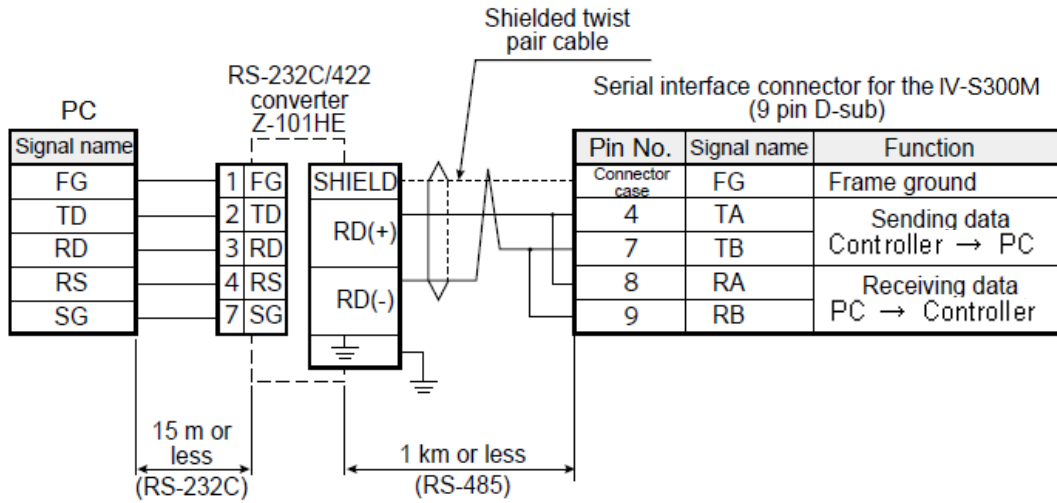 Shielded twist
pair cable
RS-232C/422
converter
Z-101HE
Serial interface connector for the IV-S300M
(9 pin D-sub)
PC
Signal name
FG
TD
RD
RS
SG
1 FG
2 TD
3 RD
4 RS
7 SG
SHIELD
RD(+)
RD(-)
Pin No. Signal name Function
Connector
case
FG Frame ground
4 TA
7 TB
Sending data
Controller → PC
8 RA
9 RB
Receiving data
PC → Controller
15 m or
less
(RS-232C)
1 km or less
(RS-485)